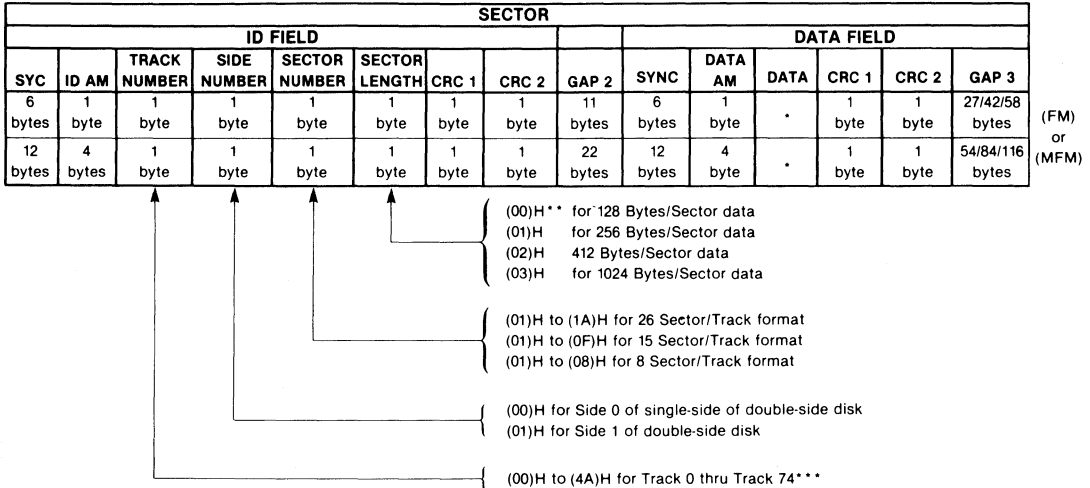 SECTOR
ID FIELD DATA FIELD
SYC ID AM TRACK NUMBER SIDE NUMBER SECTOR NUMBER SECTOR LENGTH CRC 1 CRC 2 GAP 2 SYNC DATA AM DATA CRC 1 CRC 2 GAP 3
6 bytes 1 byte 1 byte 1 byte 1 byte 1 byte 1 byte 1 byte 11 bytes 6 bytes 1 byte * 1 byte 1 byte 27/42/58 bytes (FM)
or
12 bytes 4 bytes 1 byte 1 byte 1 byte 1 byte 1 byte 1 byte 22 bytes 12 bytes 4 bytes * 1 byte 1 byte 54/84/116 bytes (MFM)
(00)H** for 128 Bytes/Sector data
(01)H for 256 Bytes/Sector data
(02)H 412 Bytes/Sector data
(03)H for 1024 Bytes/Sector data
(01)H to (1A)H for 26 Sector/Track format
(01)H to (0F)H for 15 Sector/Track format
(01)H to (08)H for 8 Sector/Track format
(00)H for Side 0 of single-side of double-side disk
(01)H for Side 1 of double-side disk
(00)H to (4A)H for Track 0 thru Track 74***